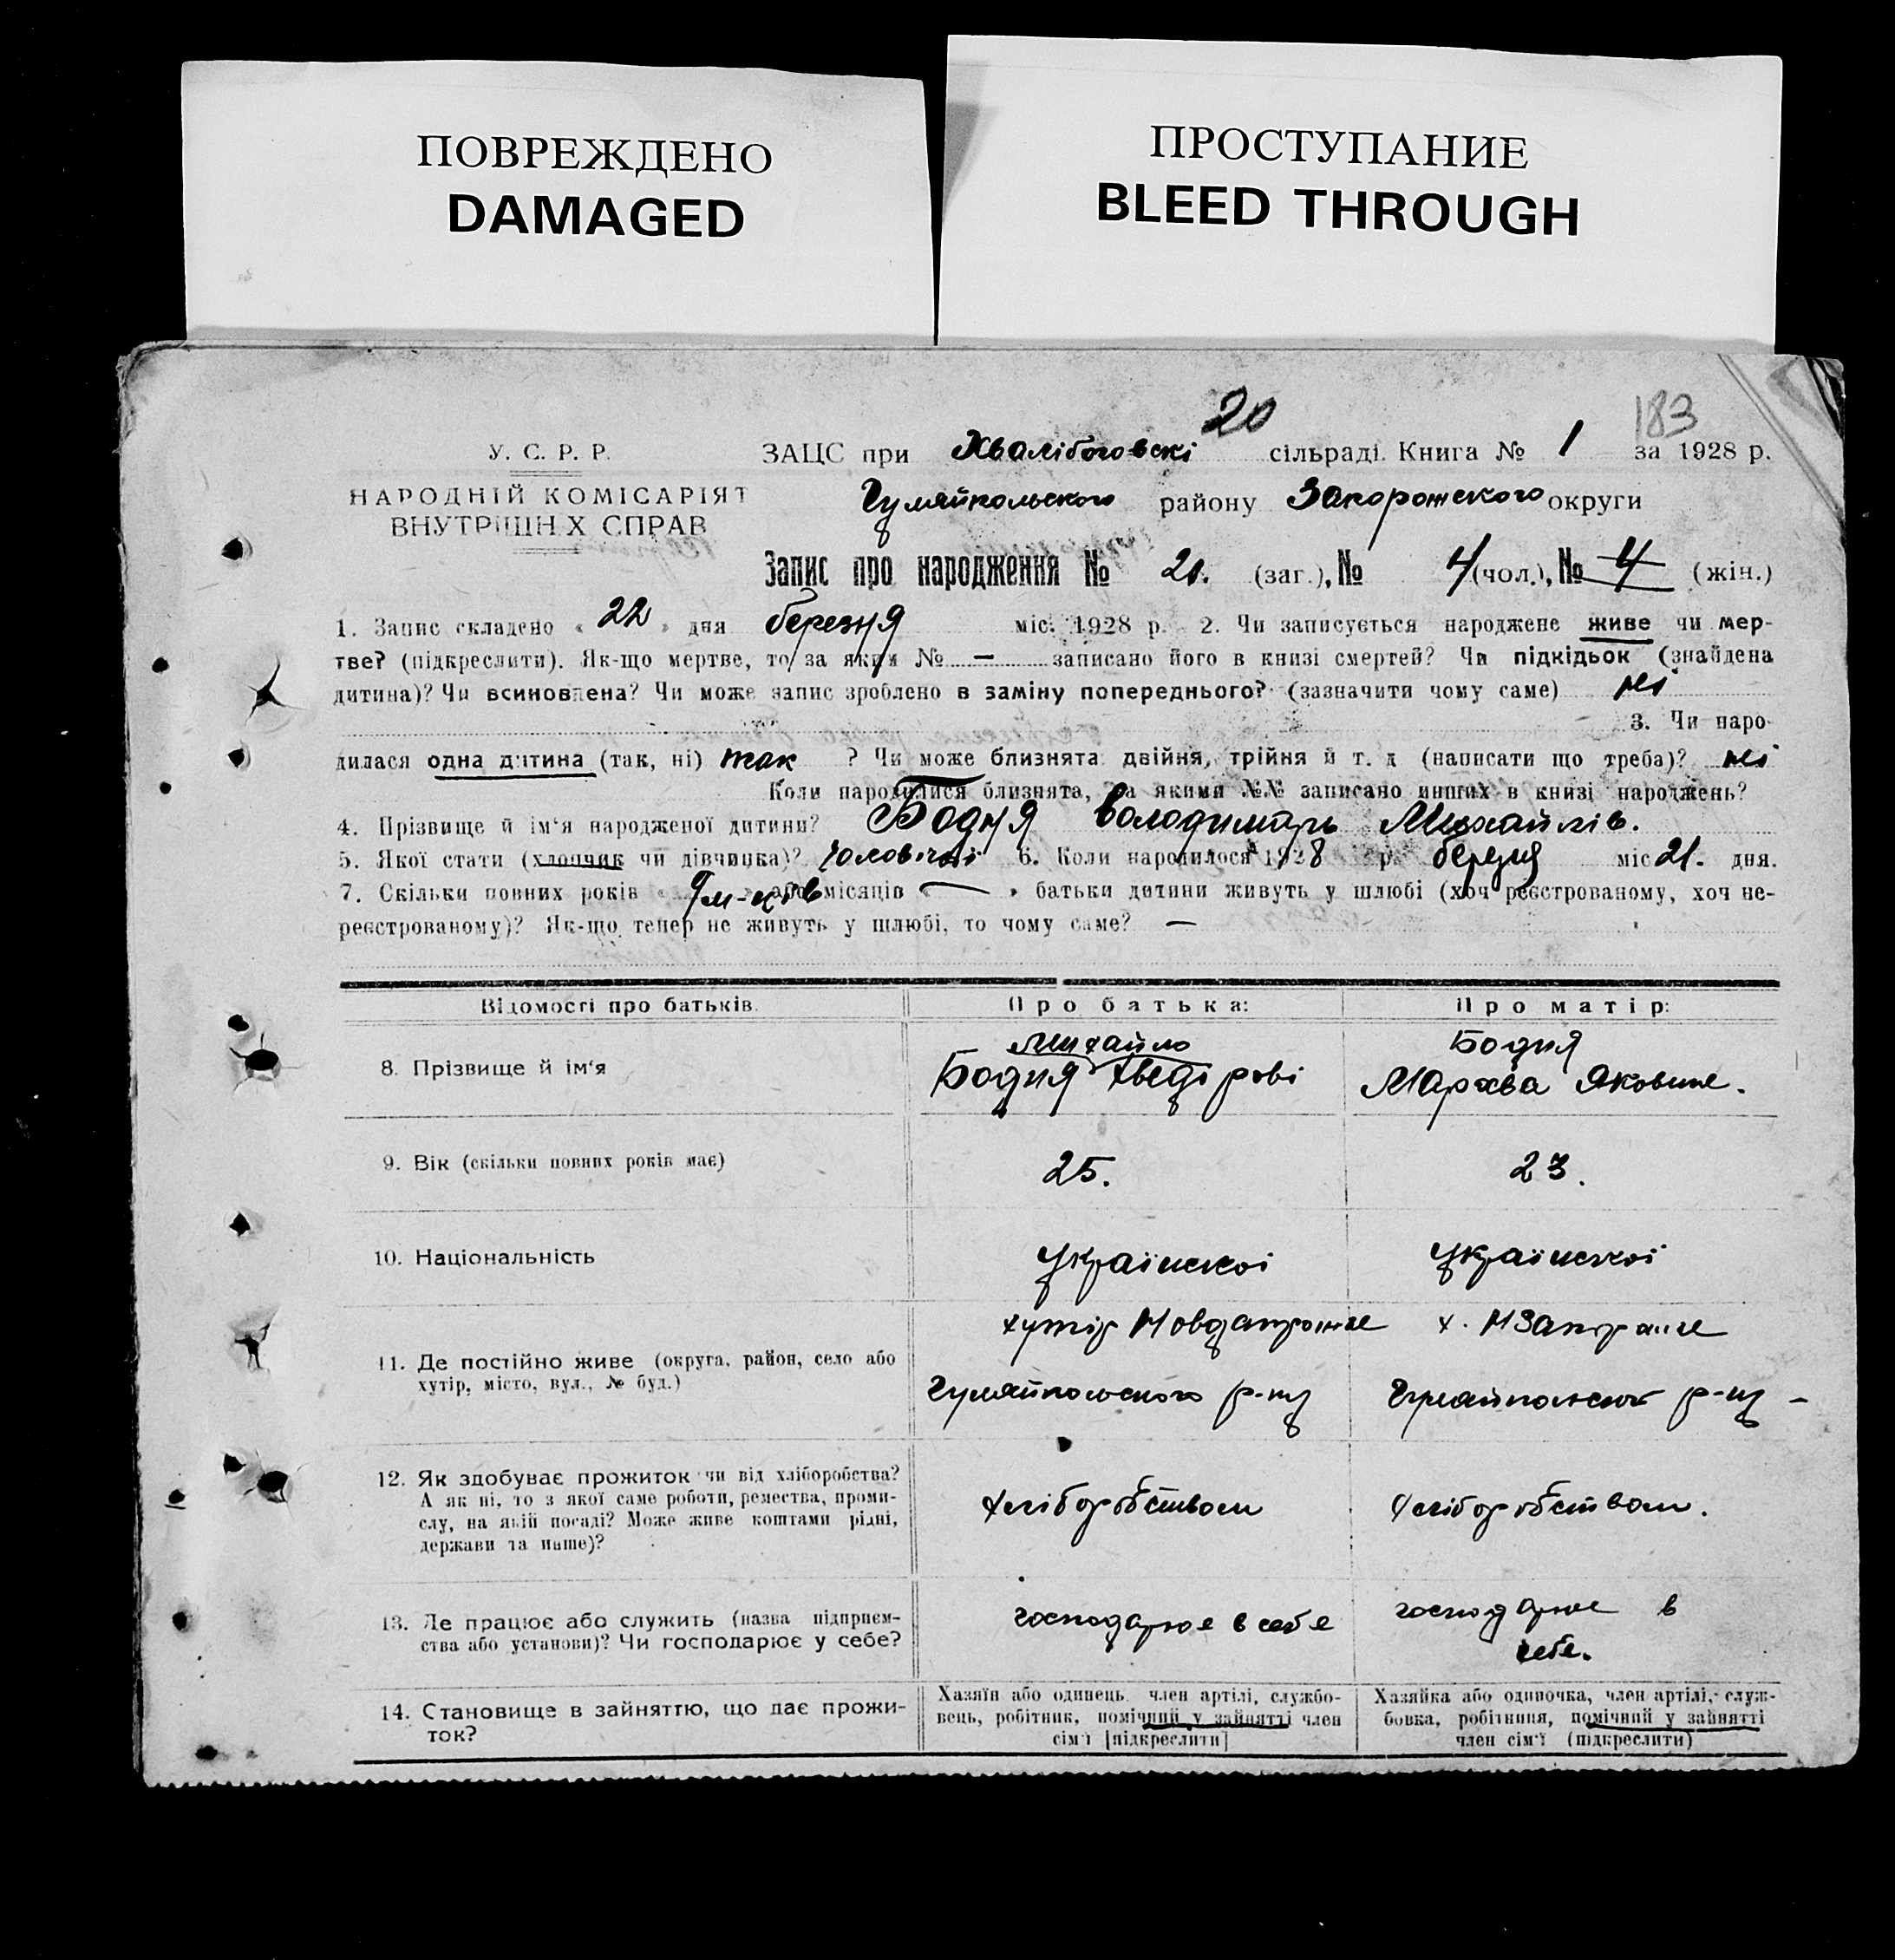 ПОВРЕЖДЕНО
DAMAGED
ПРОСТУПАНИЕ
BLEED THROUGH
20
183
У. С. Р. Р.
НАРОДНІЙ КОМІСАРІЯТ
ВНУТРІШНІХ СПРАВ
ЗАЦС при Хвалібоговскі сільраді. Книга № 1 за 1928 р.
Гуляйпольского району Запорожского округи
Запис про народження № 21. (заг.), № 4 (чол.), № 4 (жін.)
1. Запис складено « 22 » дня березня міс. 1928 р. 2. Чи записується народжене живе чи мер-
тве? (підкреслити). Як-що мертве, то за яким № — записано його в книзі смертей? Чи підкідьок (знайдена
дитина)? Чи всиновлена? Чи може запис зроблено в заміну попереднього? (зазначити чому саме) ні
3. Чи наро-
дилася одна дитина (так, ні) так ? Чи може близнята: двійня, трійня й т. д. (написати що треба)? ні
Коли народилися близнята, за якими №№ записано инших в книзі народжень?
4. Прізвище й ім'я народженої дитини? Бодня Володимарь Михайлів.
5. Якої стати (хлопчик чи дівчинка)? чоловічої 6. Коли народилося 1928 р. березня міс 21. дня.
7. Скільки повних років « » або місяців — » батьки дитини живуть у шлюбі (хоч реєстрованому, хоч не-
реєстрованому)? Як-що тепер не живуть у шлюбі, то чому саме? —
Відомості про батьків.
Про батька:
Про матір:
8. Прізвище й ім'я
Михайло
Бодня Хведірові
Бодня
Мархва Яковине.
9. Вік (скільки повних років має)
25.
23.
10. Національність
Українскоі
Українскої
11. Де постійно живе (округа, район, село або
хутір, місто, вул., № буд.)
хутір Новозапрожже
Гуляйпольского р-ну
х. НЗапорожже
Гуляйпольског р-ну -
12. Як здобуває прожиток чи від хліборобства?
А як ні, то з якої саме роботи, ремества, проми-
слу, на якій посаді? Може живе коштами рідні,
держави та инше)?
хліборобством
хліборобством.
13. Де працює або служить (назва підприєм-
ства або установи)? Чи господарює у себе?
господарює в себе
господарює в
себе.
14. Становище в зайняттю, що дає прожи-
ток?
Хазяїн або одинець, член артілі, службо-
вець, робітник, помічний у зайнятті член
сім'ї [підкреслити]
Хазяйка або одиночка, член артілі, служ-
бовка, робітниця, помічний у зайнятті
член сім'ї (підкреслити)